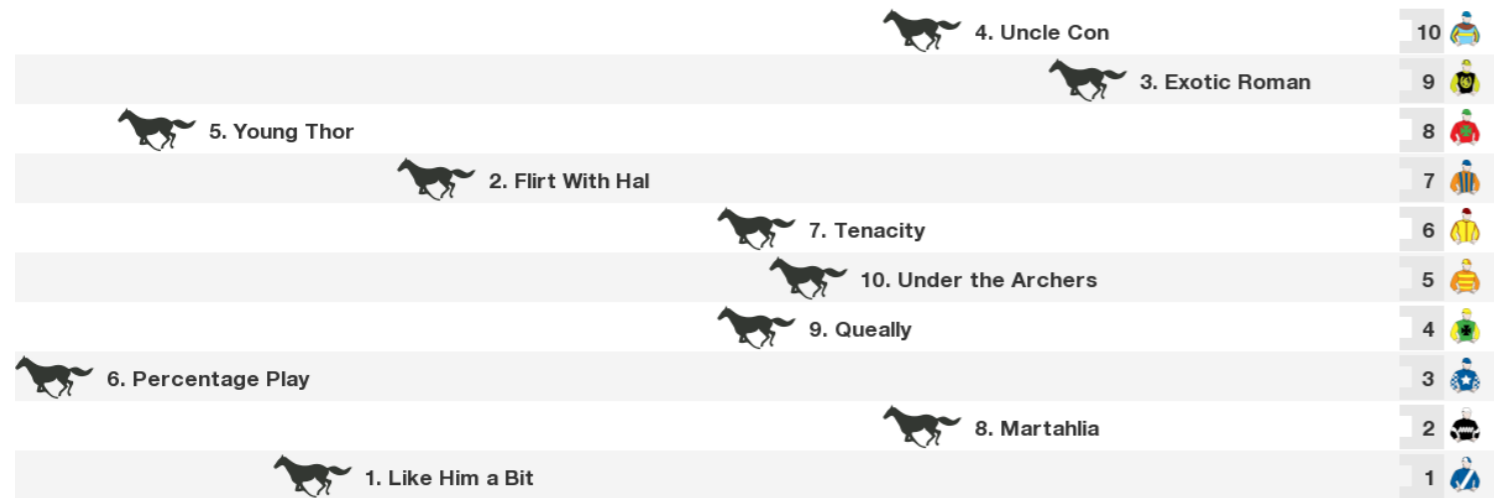 4. Uncle Con 10
3. Exotic Roman 9
5. Young Thor 8
2. Flirt With Hal 7
7. Tenacity 6
10. Under the Archers 5
9. Queally 4
6. Percentage Play 3
8. Martahlia 2
1. Like Him a Bit 1